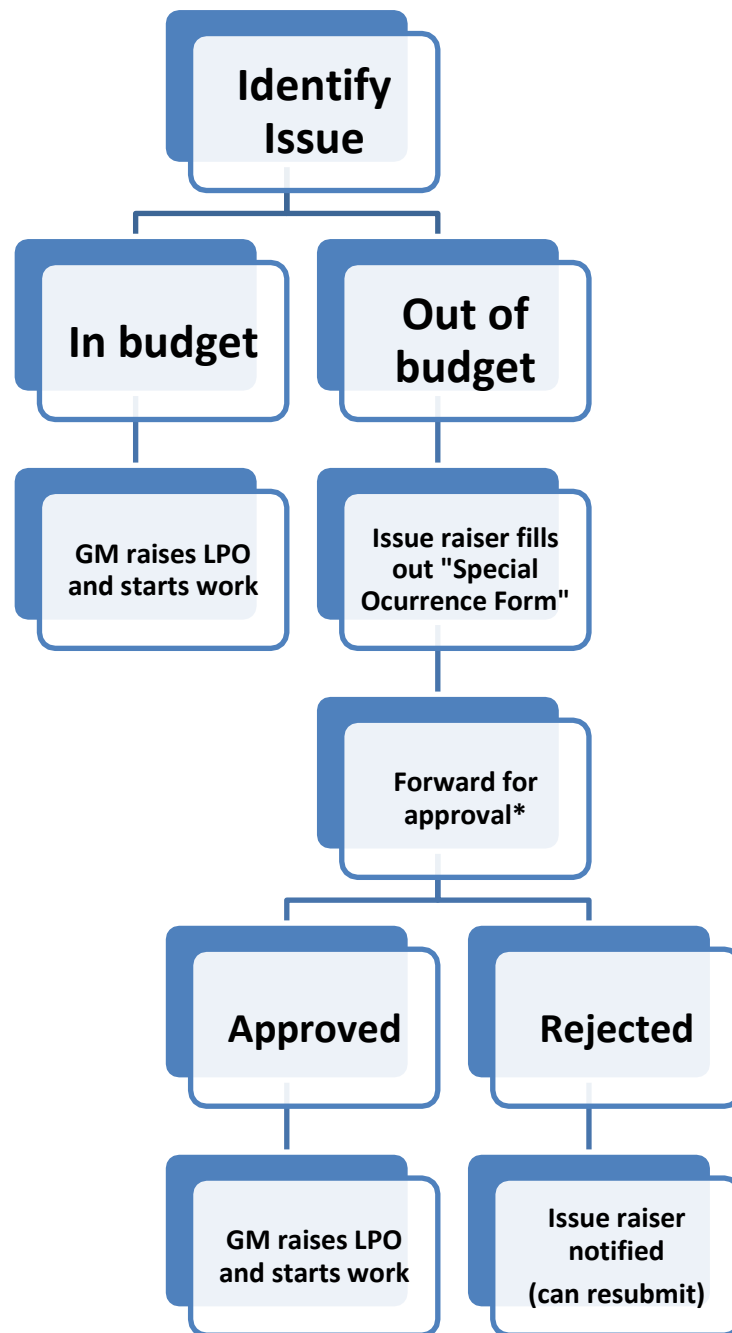 Identify
Issue
In budget
Out of
budget
GM raises LPO
and starts work
Issue raiser fills
out "Special
Ocurrence Form"
Forward for
approval*
Approved
Rejected
GM raises LPO
and starts work
Issue raiser
notified
(can resubmit)